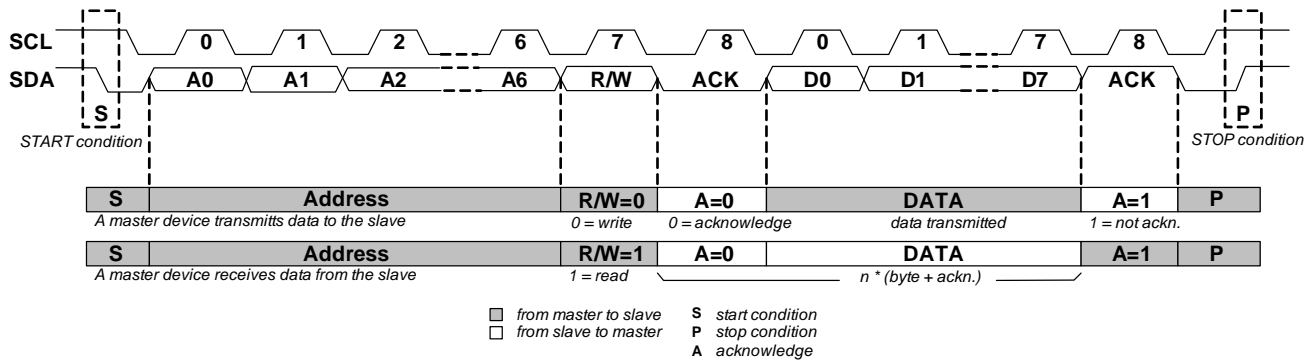 SCL 0 1 2 6 7 8 0 1 7 8
SDA A0 A1 A2 A6 R/W ACK D0 D1 D7 ACK
S P
START condition STOP condition
S Address R/W=0 A=0 DATA A=1 P
A master device transmitts data to the slave 0 = write 0 = acknowledge data transmitted 1 = not ackn.
S Address R/W=1 A=0 DATA A=1 P
A master device receives data from the slave 1 = read n * (byte + ackn.)
from master to slave S start condition
from slave to master P stop condition
A acknowledge